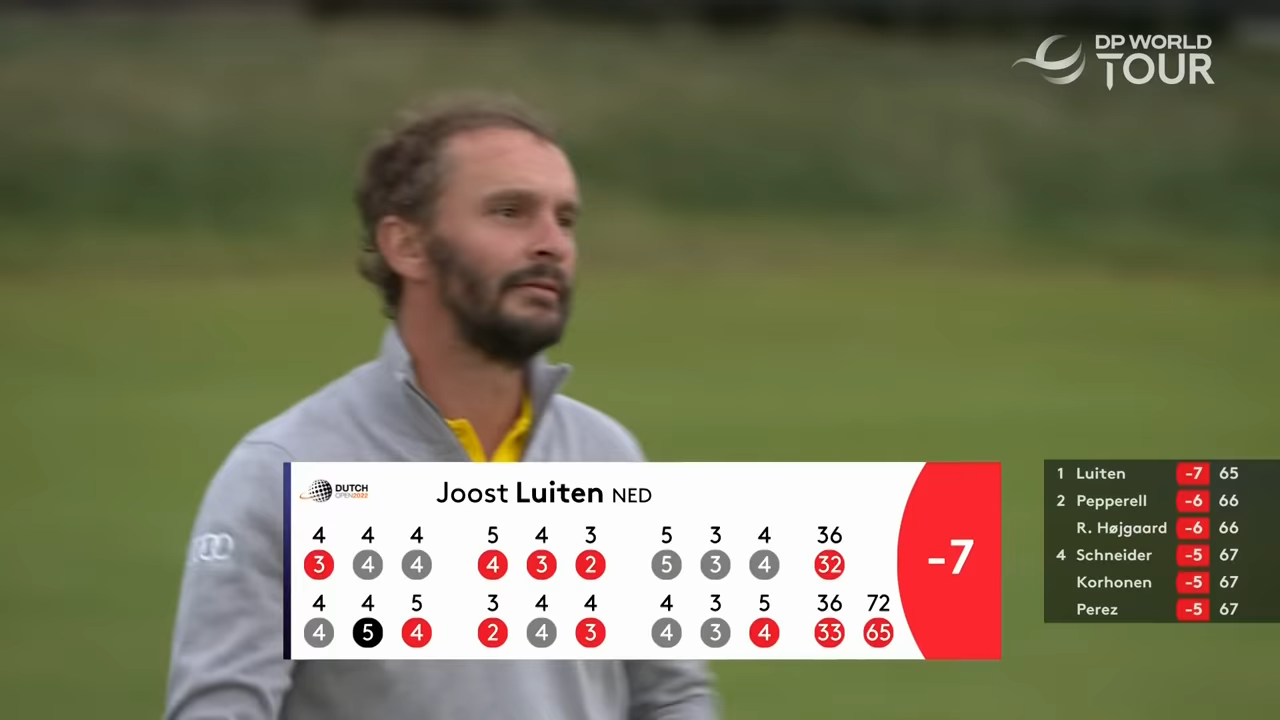 DP WORLD
TOUR
DUTCH
OPEN2022
Joost Luiten NED
4 4 4 5 4 3 5 3 4 36
3 4 4 4 3 2 5 3 4 32
4 4 5 3 4 4 4 3 5 36 72
4 5 4 2 4 3 4 3 4 33 65
-7
1 Luiten -7 65
2 Pepperell -6 66
R. Højgaard -6 66
4 Schneider -5 67
Korhonen -5 67
Perez -5 67